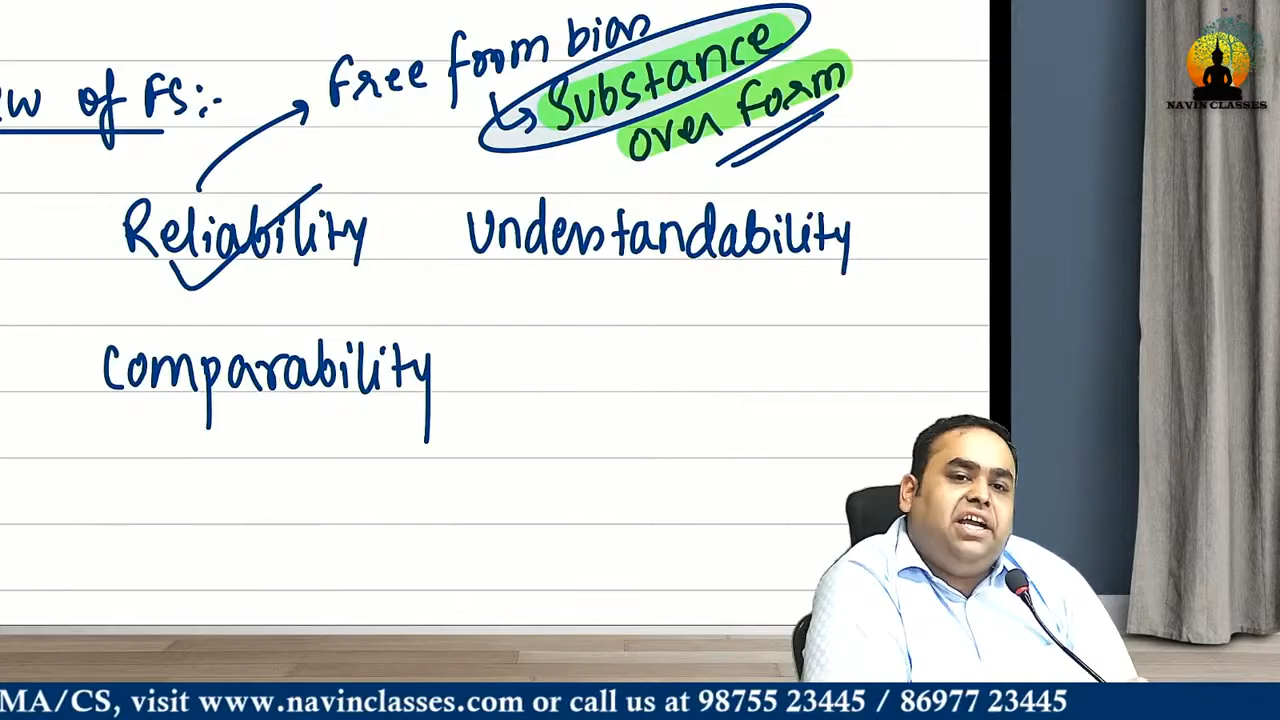 Free from bias
Substance
over form
of FS:-
Reliability
Understandability
Comparability
NAVIN CLASSES
MA/CS, visit www.navinclasses.com or call us at 98755 23445 / 86977 23445